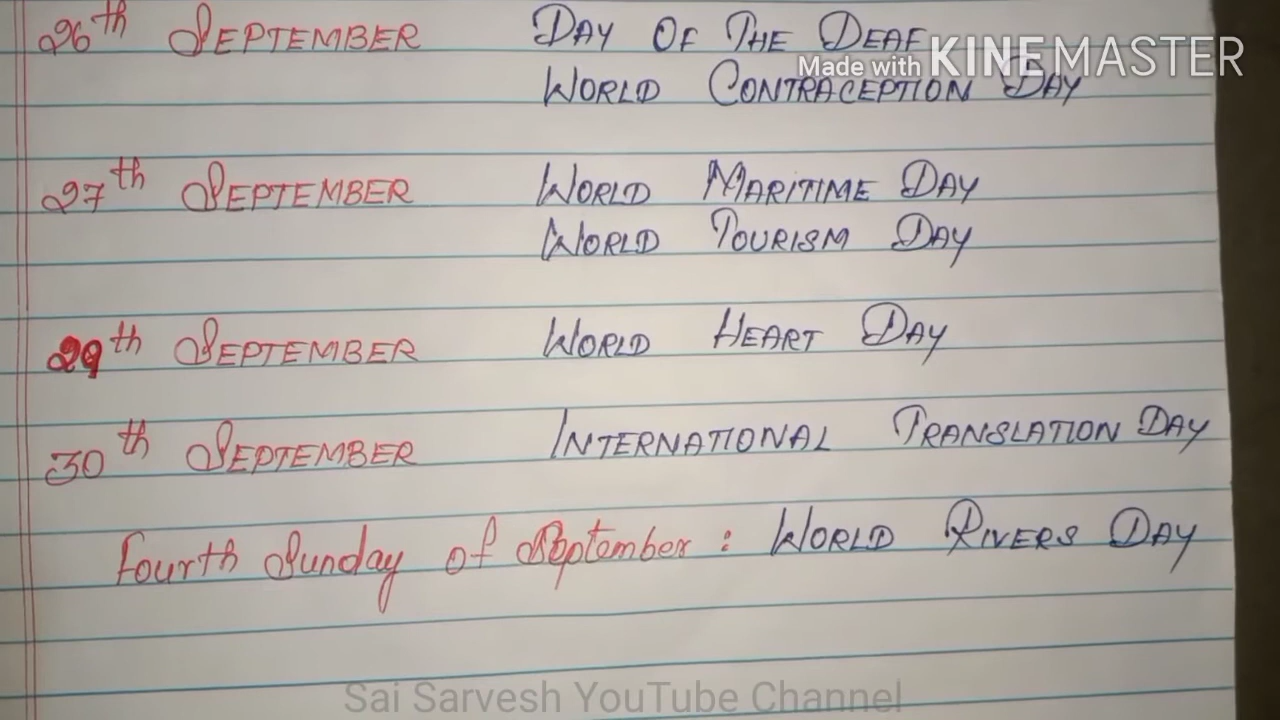 26th SEPTEMBER DAY OF THE DEAF
Made with KINEMASTER
WORLD CONTRACEPTION DAY
27th SEPTEMBER WORLD MARITIME DAY
WORLD TOURISM DAY
29th SEPTEMBER WORLD HEART DAY
30th SEPTEMBER INTERNATIONAL TRANSLATION DAY
Fourth Sunday of September : WORLD RIVERS DAY
Sai Sarvesh YouTube Channel